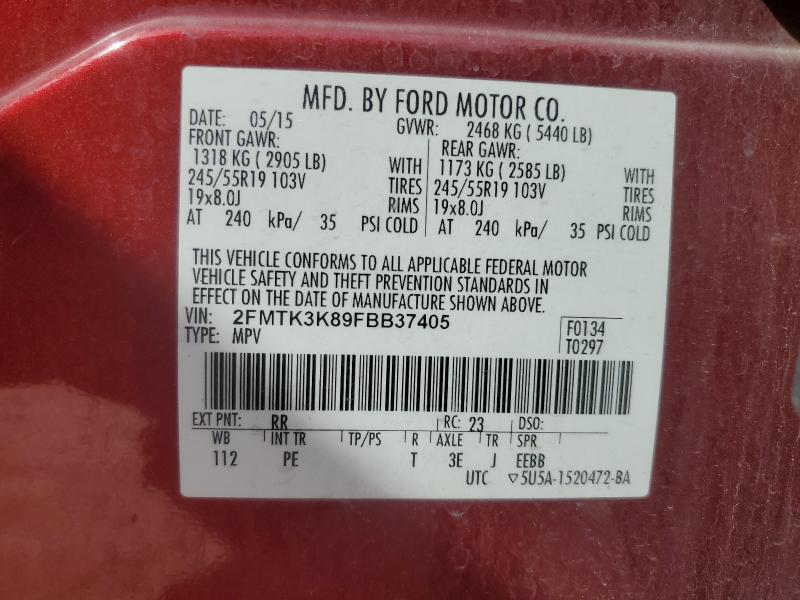 MFD. BY FORD MOTOR CO.
DATE: 05/15 GVWR: 2468 KG ( 5440 LB)
FRONT GAWR: REAR GAWR:
1318 KG ( 2905 LB) WITH 1173 KG ( 2585 LB) WITH
245/55R19 103V TIRES 245/55R19 103V TIRES
19x8.0J RIMS 19x8.0J RIMS
AT 240 kPa/ 35 PSI COLD AT 240 kPa/ 35 PSI COLD
THIS VEHICLE CONFORMS TO ALL APPLICABLE FEDERAL MOTOR
VEHICLE SAFETY AND THEFT PREVENTION STANDARDS IN
EFFECT ON THE DATE OF MANUFACTURE SHOWN ABOVE.
VIN: 2FMTK3K89FBB37405 F0134
TYPE: MPV T0297
EXT PNT: RR RC: 23 DSO:
WB INT TR TP/PS R AXLE TR SPR
112 PE T 3E J EEBB
UTC ▽5U5A-1520472-BA